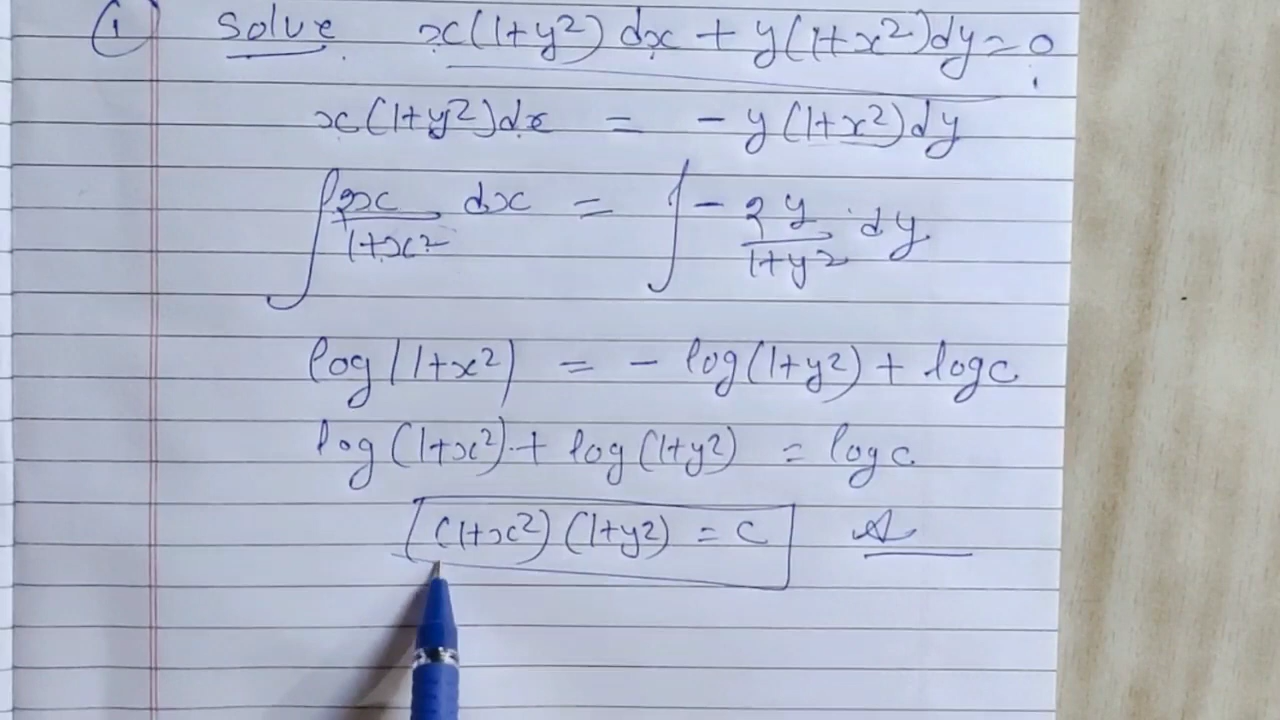 ① Solve x(1+y²) dx + y(1+x²)dy = 0.
x(1+y²)dx = - y(1+x²)dy
∫ 2x/1+x² dx = ∫ - 2y/1+y² dy
log(1+x²) = - log(1+y²) + logc
log(1+x²) + log(1+y²) = logc
(1+x²)(1+y²) = c